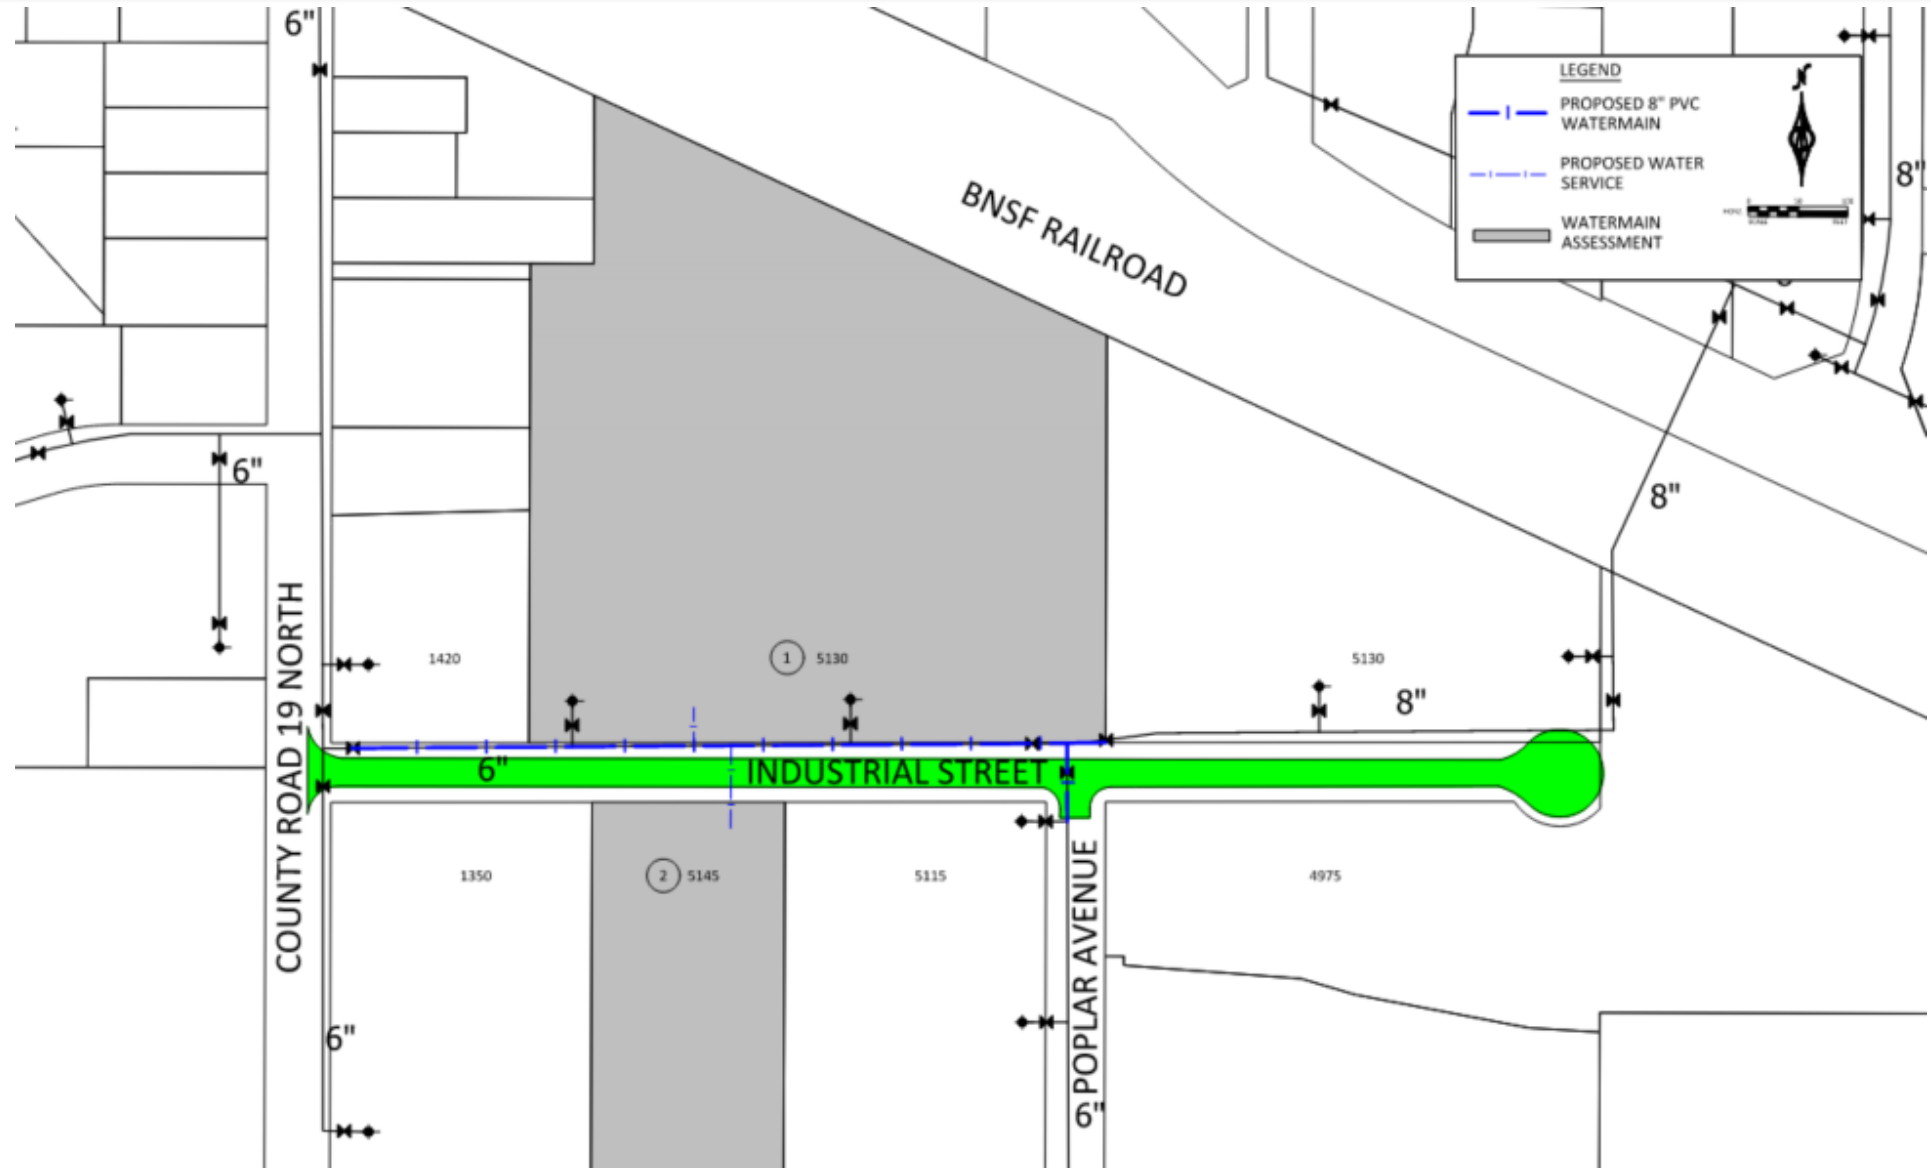 6"
LEGEND
PROPOSED 8" PVC
WATERMAIN
PROPOSED WATER
SERVICE
WATERMAIN
ASSESSMENT
8"
BNSF RAILROAD
6"
8"
COUNTY ROAD 19 NORTH
1420
1 5130
5130
8"
6"
INDUSTRIAL STREET
1350
2 5145
5115
4975
POPLAR AVENUE
6"
6"